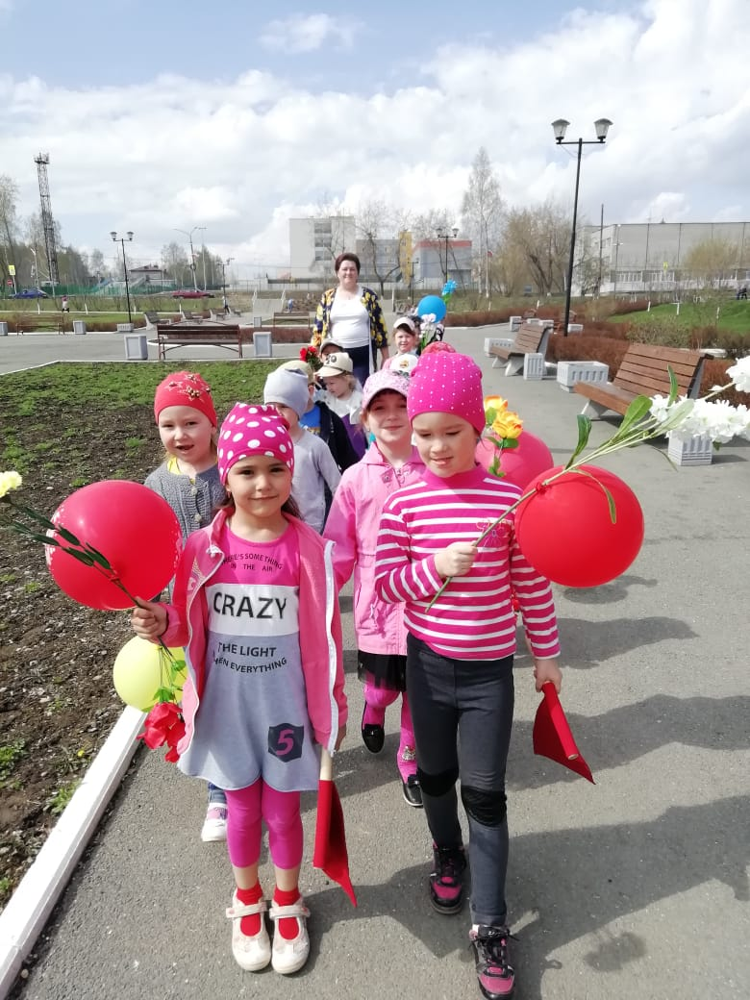 THERE'S SOMETHING
IN THE AIR
CRAZY
THE LIGHT
WHEN EVERYTHING
5